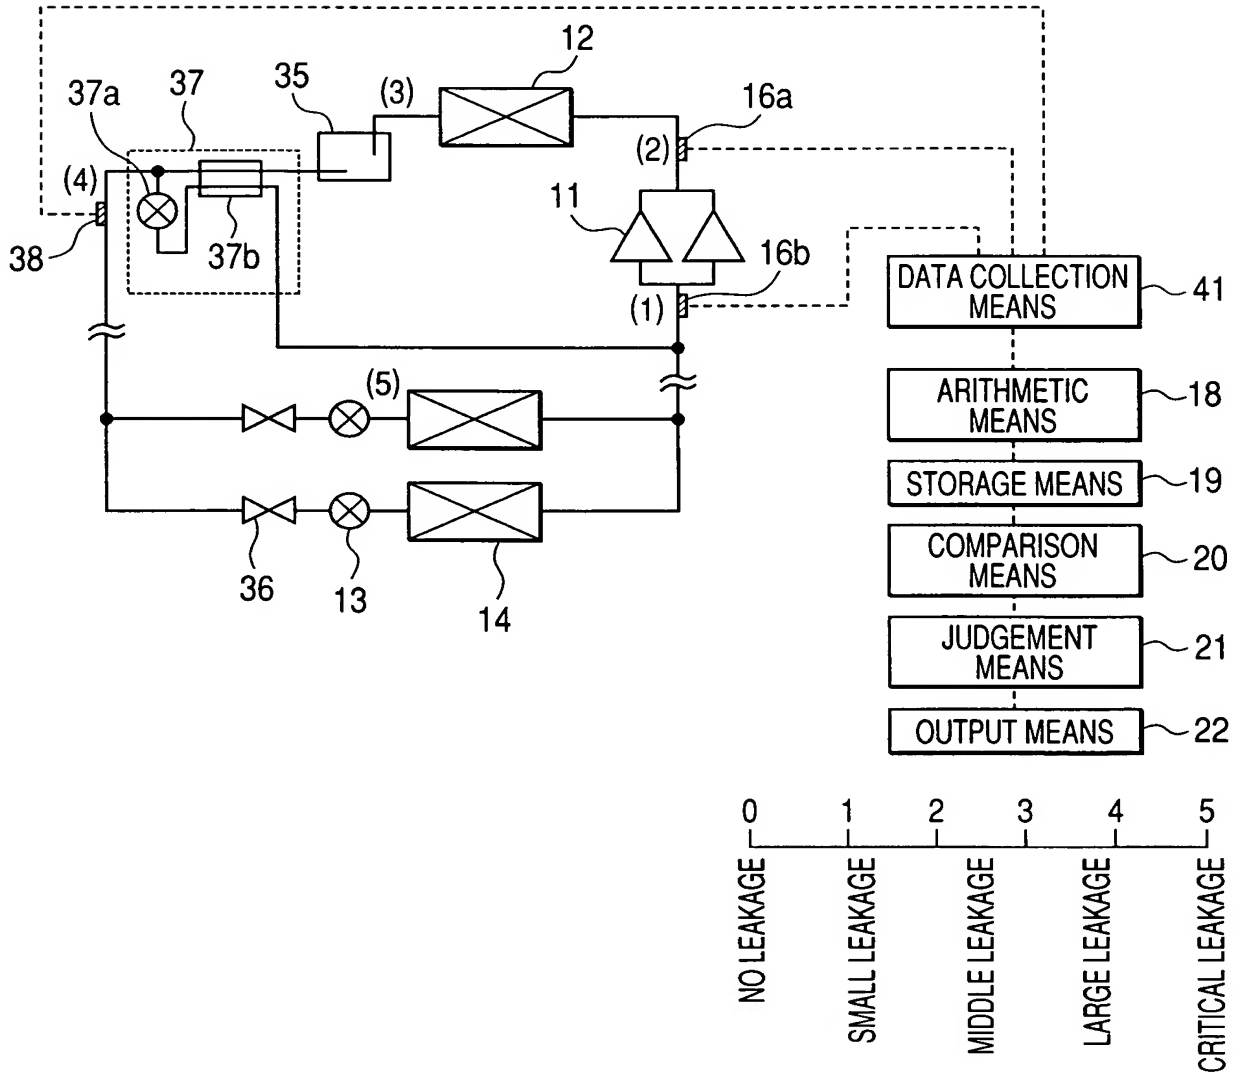 12
37a
37
35
(3)
16a
(4)
(2)
11
38
37b
16b
(1)
DATA COLLECTION
MEANS
41
(5)
ARITHMETIC
MEANS
18
STORAGE MEANS
19
36
13
14
COMPARISON
MEANS
20
JUDGEMENT
MEANS
21
OUTPUT MEANS
22
0 1 2 3 4 5
NO LEAKAGE
SMALL LEAKAGE
MIDDLE LEAKAGE
LARGE LEAKAGE
CRITICAL LEAKAGE